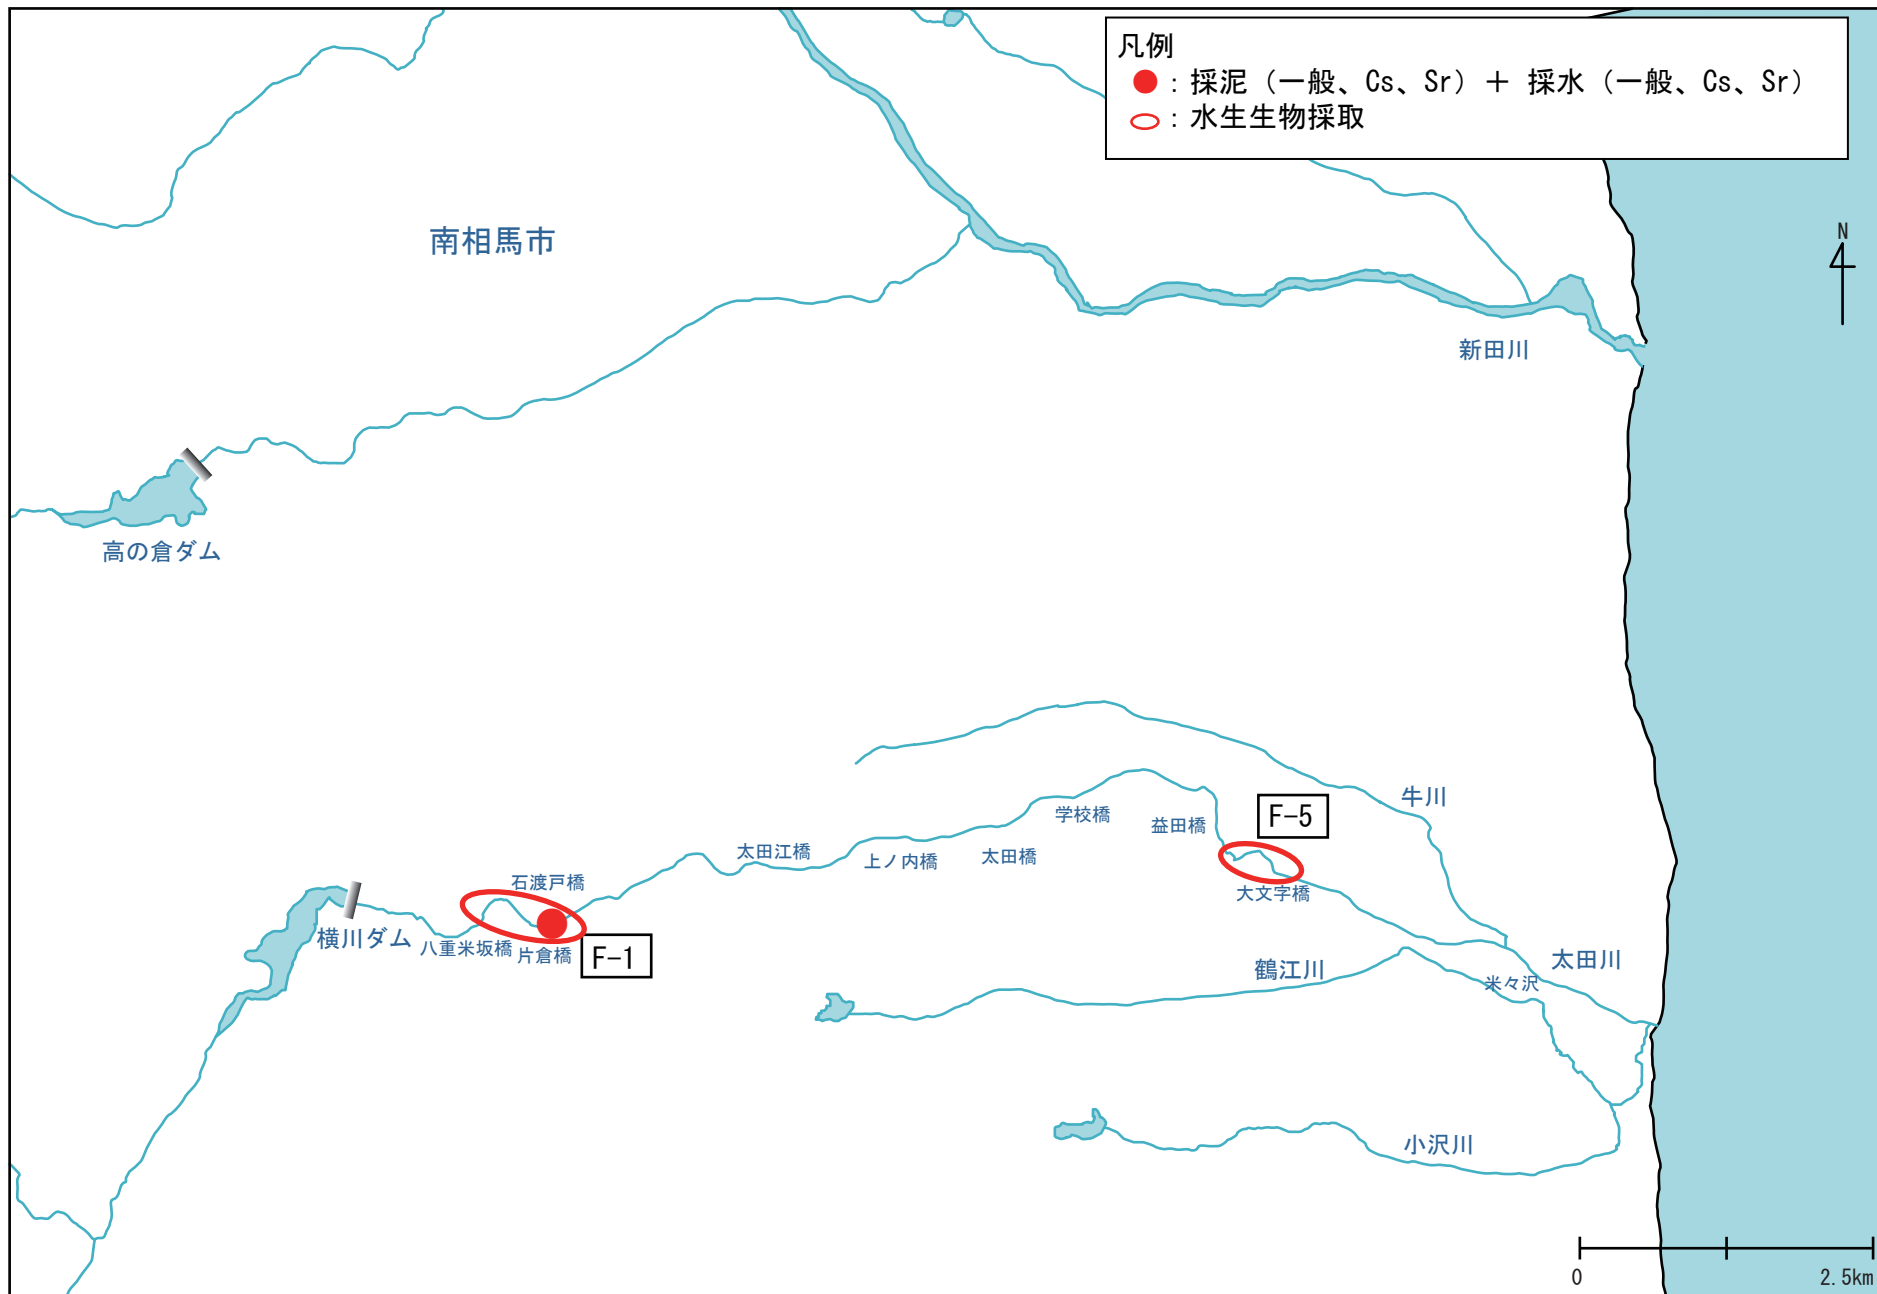 凡例
：採泥（一般、Cs、Sr）＋ 採水（一般、Cs、Sr）
：水生生物採取
N
南相馬市
新田川
高の倉ダム
牛川
学校橋
益田橋
F-5
太田江橋
上ノ内橋
太田橋
石渡戸橋
大文字橋
横川ダム
八重米坂橋
片倉橋
F-1
鶴江川
太田川
米々沢
小沢川
0
2.5km